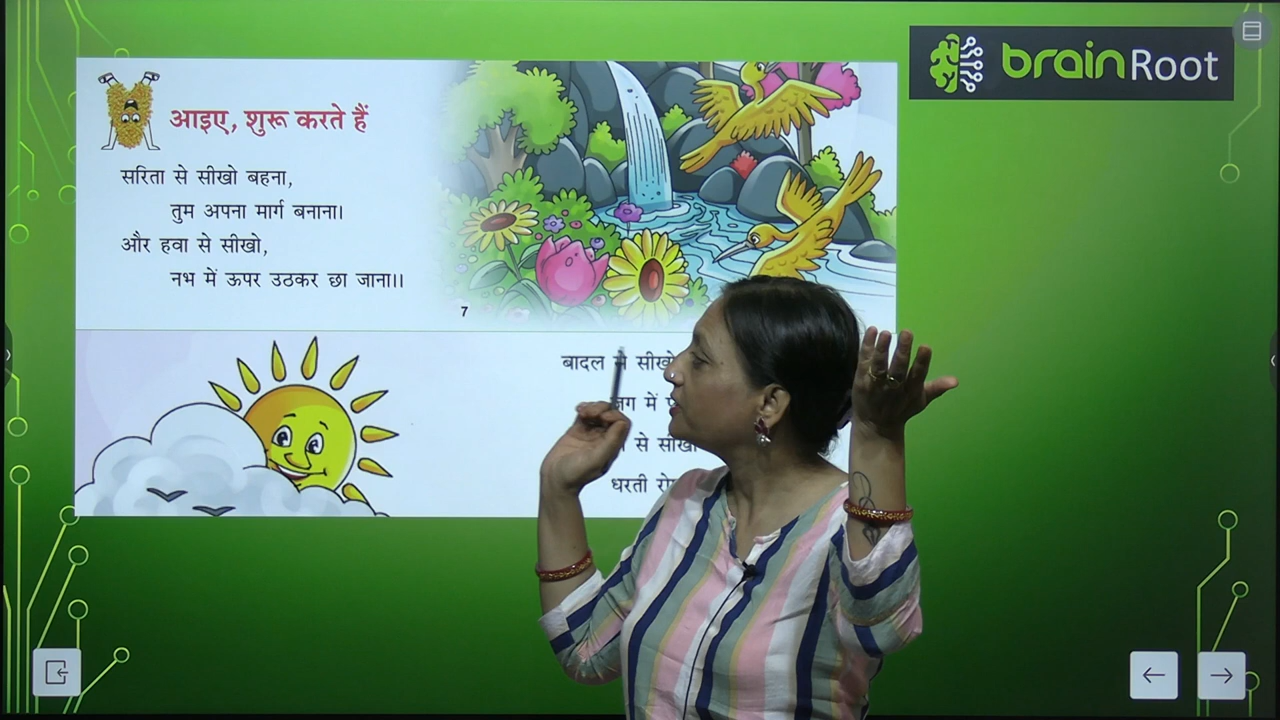 brainRoot
आइए, शुरू करते हैं
सरिता से सीखो बहना,
तुम अपना मार्ग बनाना।
और हवा से सीखो,
नभ में ऊपर उठकर छा जाना।।
7
बादल से सीखो
में
से सीखो
धरती